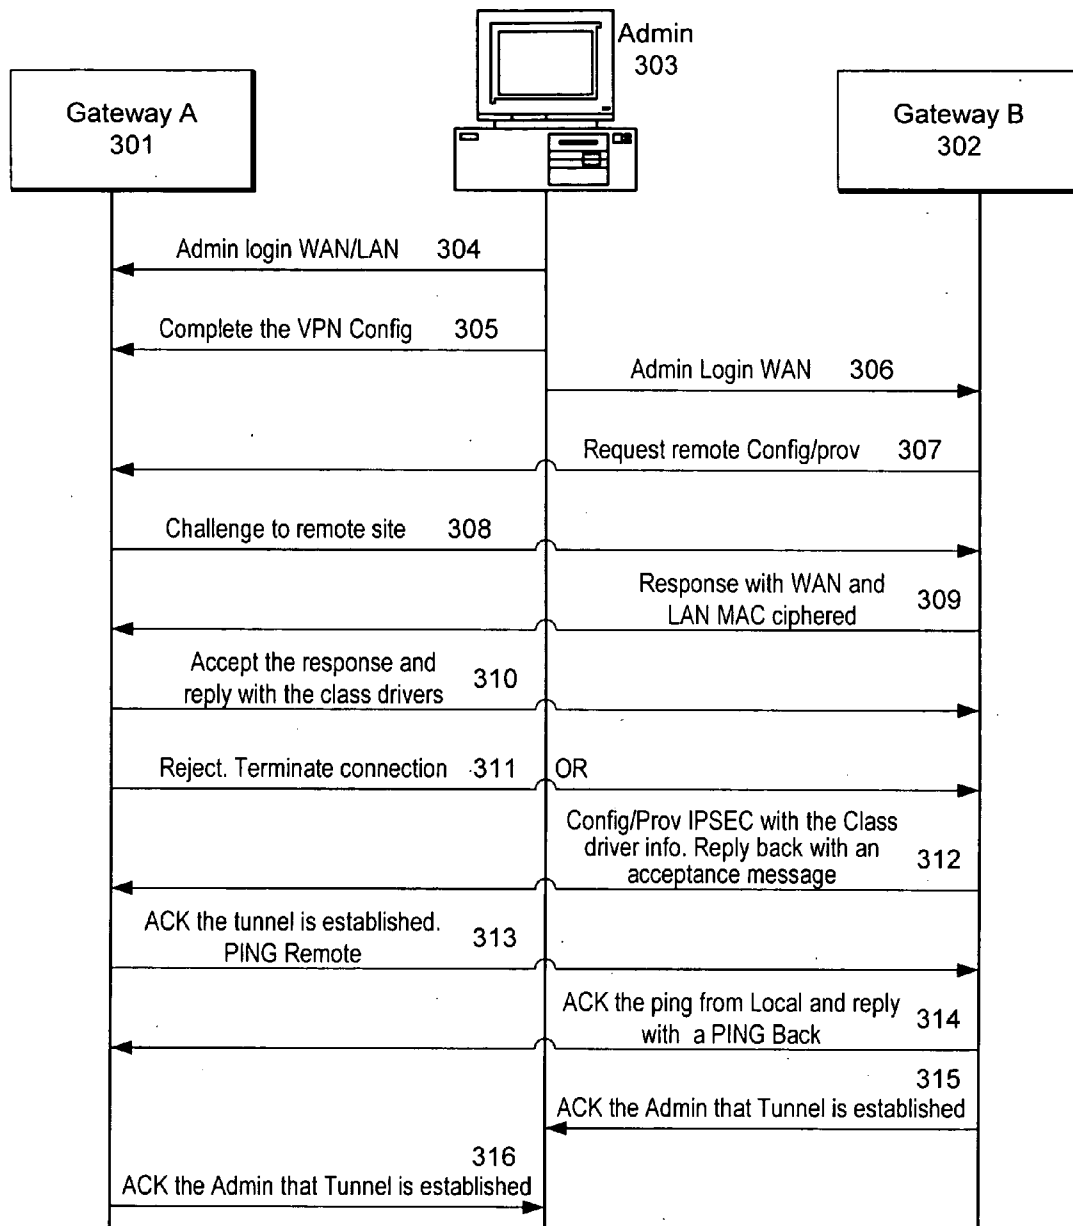 Admin
303
Gateway A
301
Gateway B
302
Admin login WAN/LAN 304
Complete the VPN Config 305
Admin Login WAN 306
Request remote Config/prov 307
Challenge to remote site 308
Response with WAN and
LAN MAC ciphered 309
Accept the response and
reply with the class drivers 310
Reject. Terminate connection 311 OR
Config/Prov IPSEC with the Class
driver info. Reply back with an
acceptance message 312
ACK the tunnel is established.
PING Remote 313
ACK the ping from Local and reply
with a PING Back 314
315
ACK the Admin that Tunnel is established
316
ACK the Admin that Tunnel is established